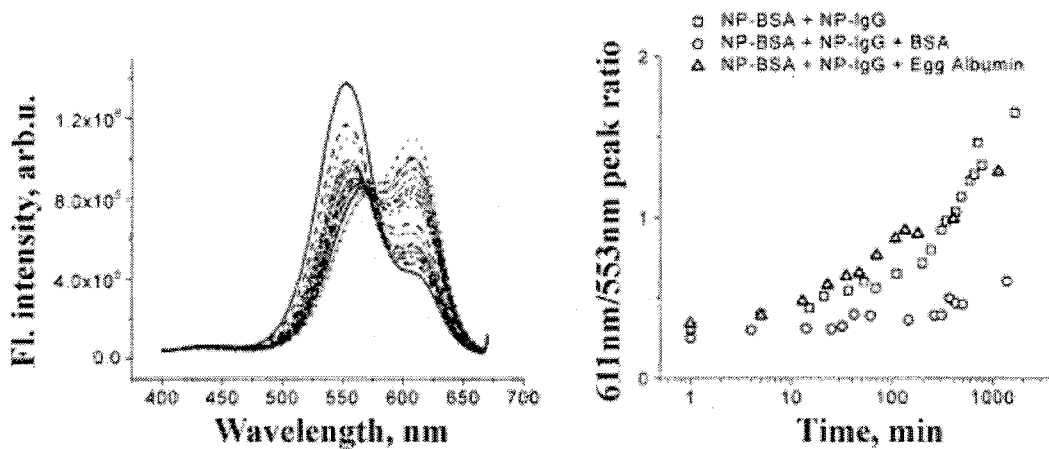 Fl. intensity, arb.u.
1.2x10⁶
8.0x10⁵
4.0x10⁵
0.0
400 450 500 550 600 650 700
Wavelength, nm
NP-BSA + NP-IgG
NP-BSA + NP-IgG + BSA
NP-BSA + NP-IgG + Egg Albumin
611nm/553nm peak ratio
2
1
0
1 10 100 1000
Time, min